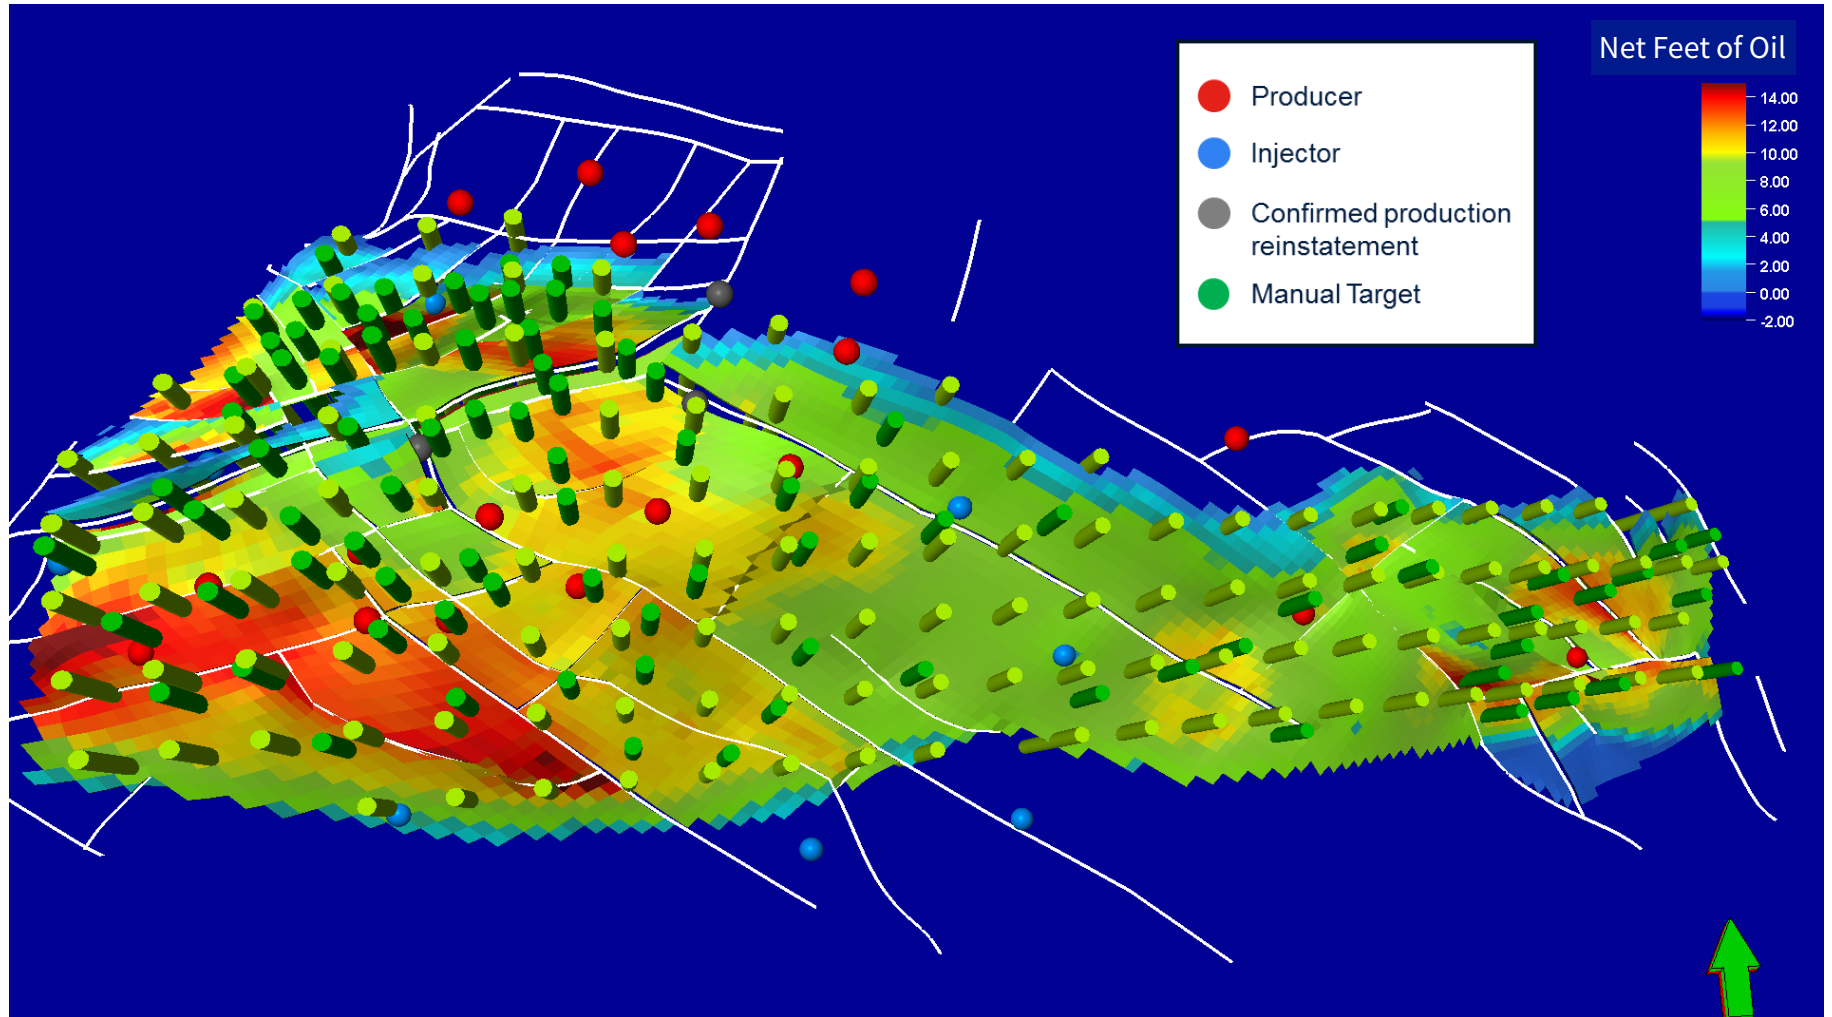 Net Feet of Oil
Producer
Injector
Confirmed production
reinstatement
Manual Target
14.00
12.00
10.00
8.00
6.00
4.00
2.00
0.00
-2.00